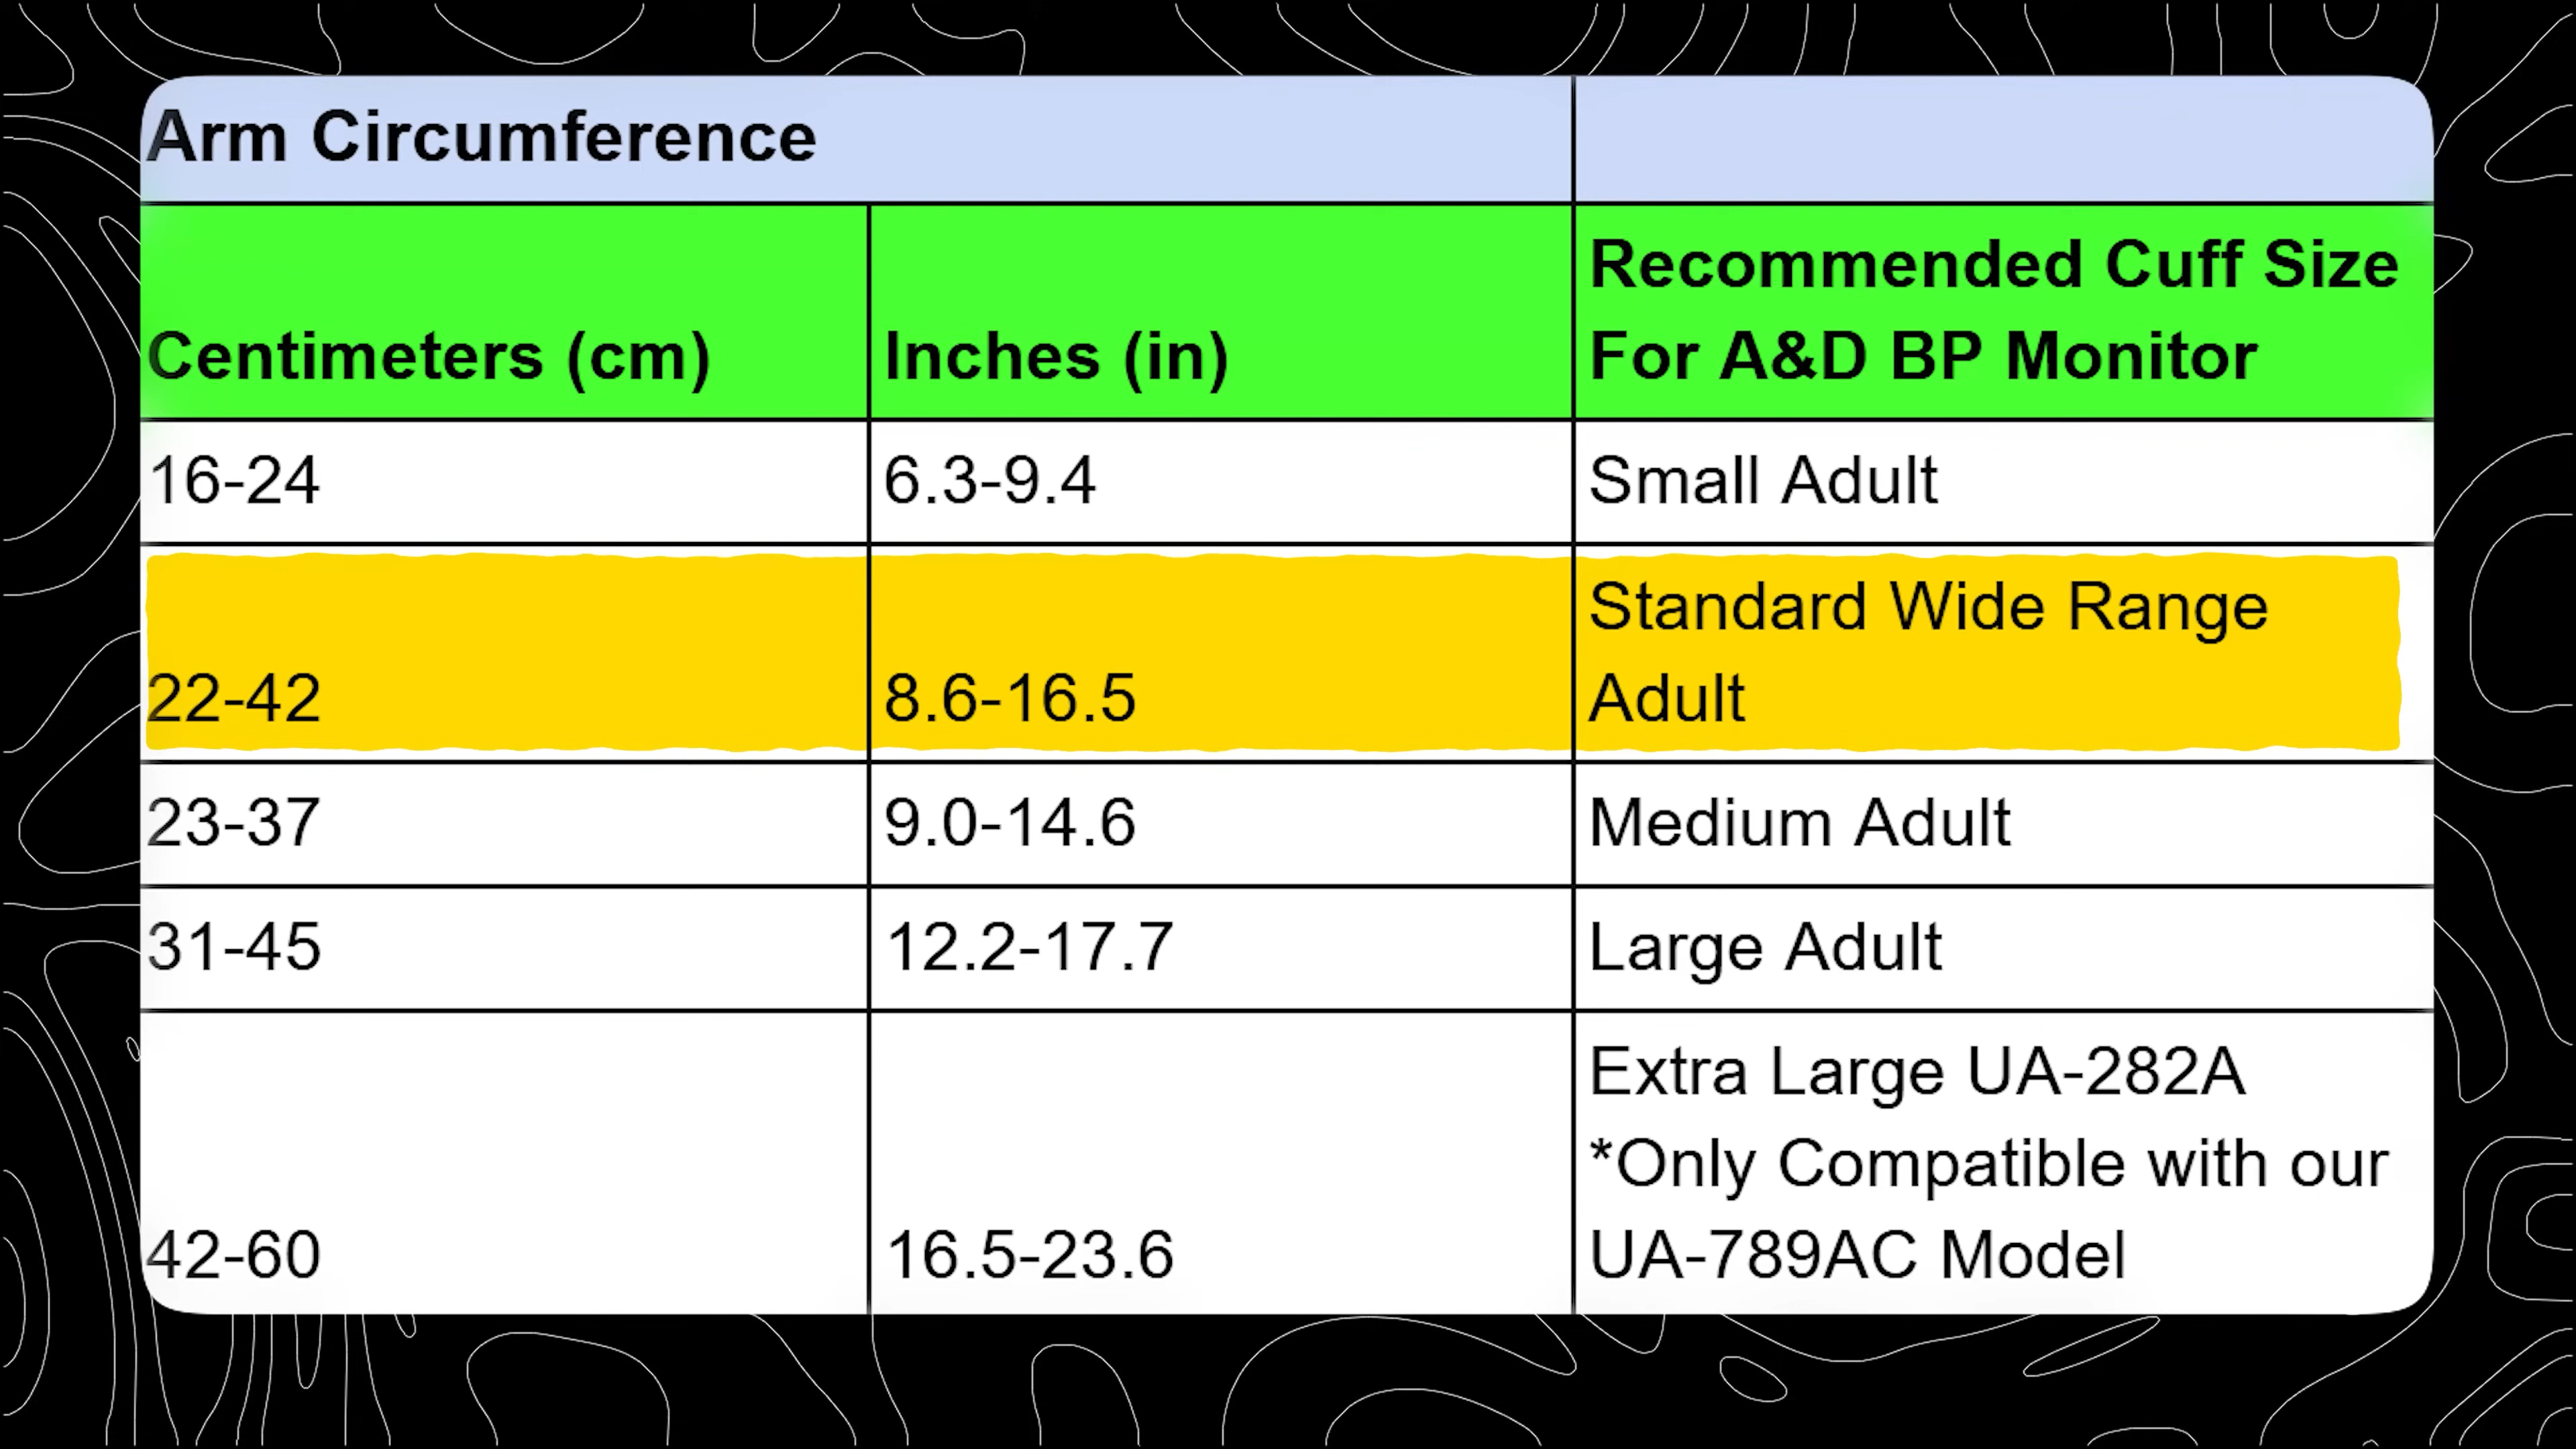 Arm Circumference
Centimeters (cm)
Inches (in)
Recommended Cuff Size
For A&D BP Monitor
16-24
6.3-9.4
Small Adult
22-42
8.6-16.5
Standard Wide Range
Adult
23-37
9.0-14.6
Medium Adult
31-45
12.2-17.7
Large Adult
42-60
16.5-23.6
Extra Large UA-282A
*Only Compatible with our
UA-789AC Model